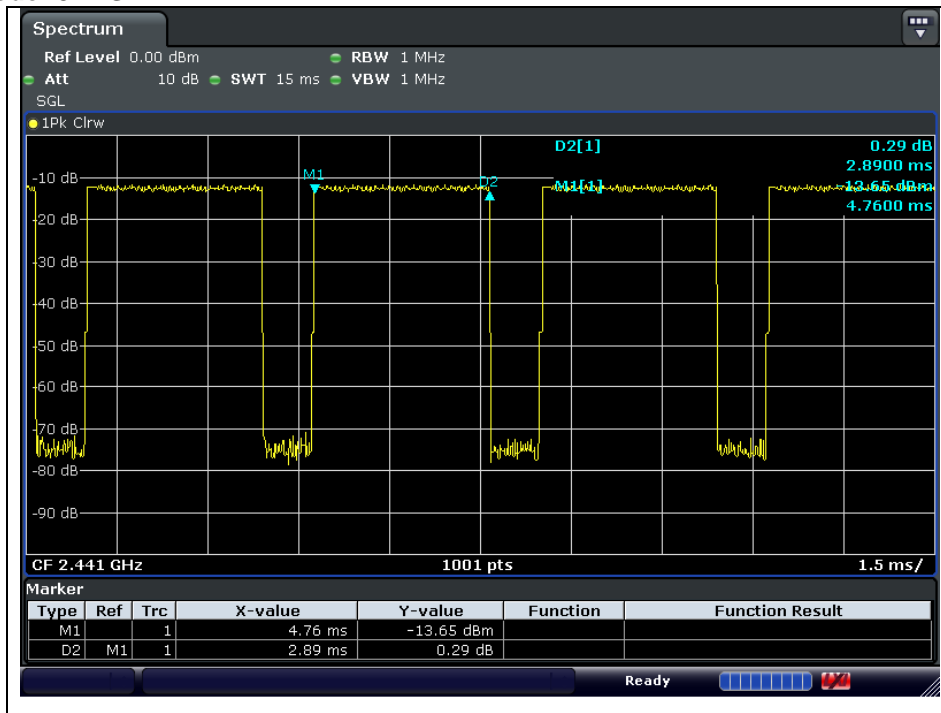 Spectrum
Ref Level 0.00 dBm RBW 1 MHz
Att 10 dB SWT 15 ms VBW 1 MHz
SGL
1Pk Clrw
D2[1] 0.29 dB
2.8900 ms
M1[1] -13.65 dBm
4.7600 ms
M1
D2
-10 dB
-20 dB
-30 dB
-40 dB
-50 dB
-60 dB
-70 dB
-80 dB
-90 dB
CF 2.441 GHz 1001 pts 1.5 ms/
Marker
Type Ref Trc X-value Y-value Function Function Result
M1 1 4.76 ms -13.65 dBm
D2 M1 1 2.89 ms 0.29 dB
Ready